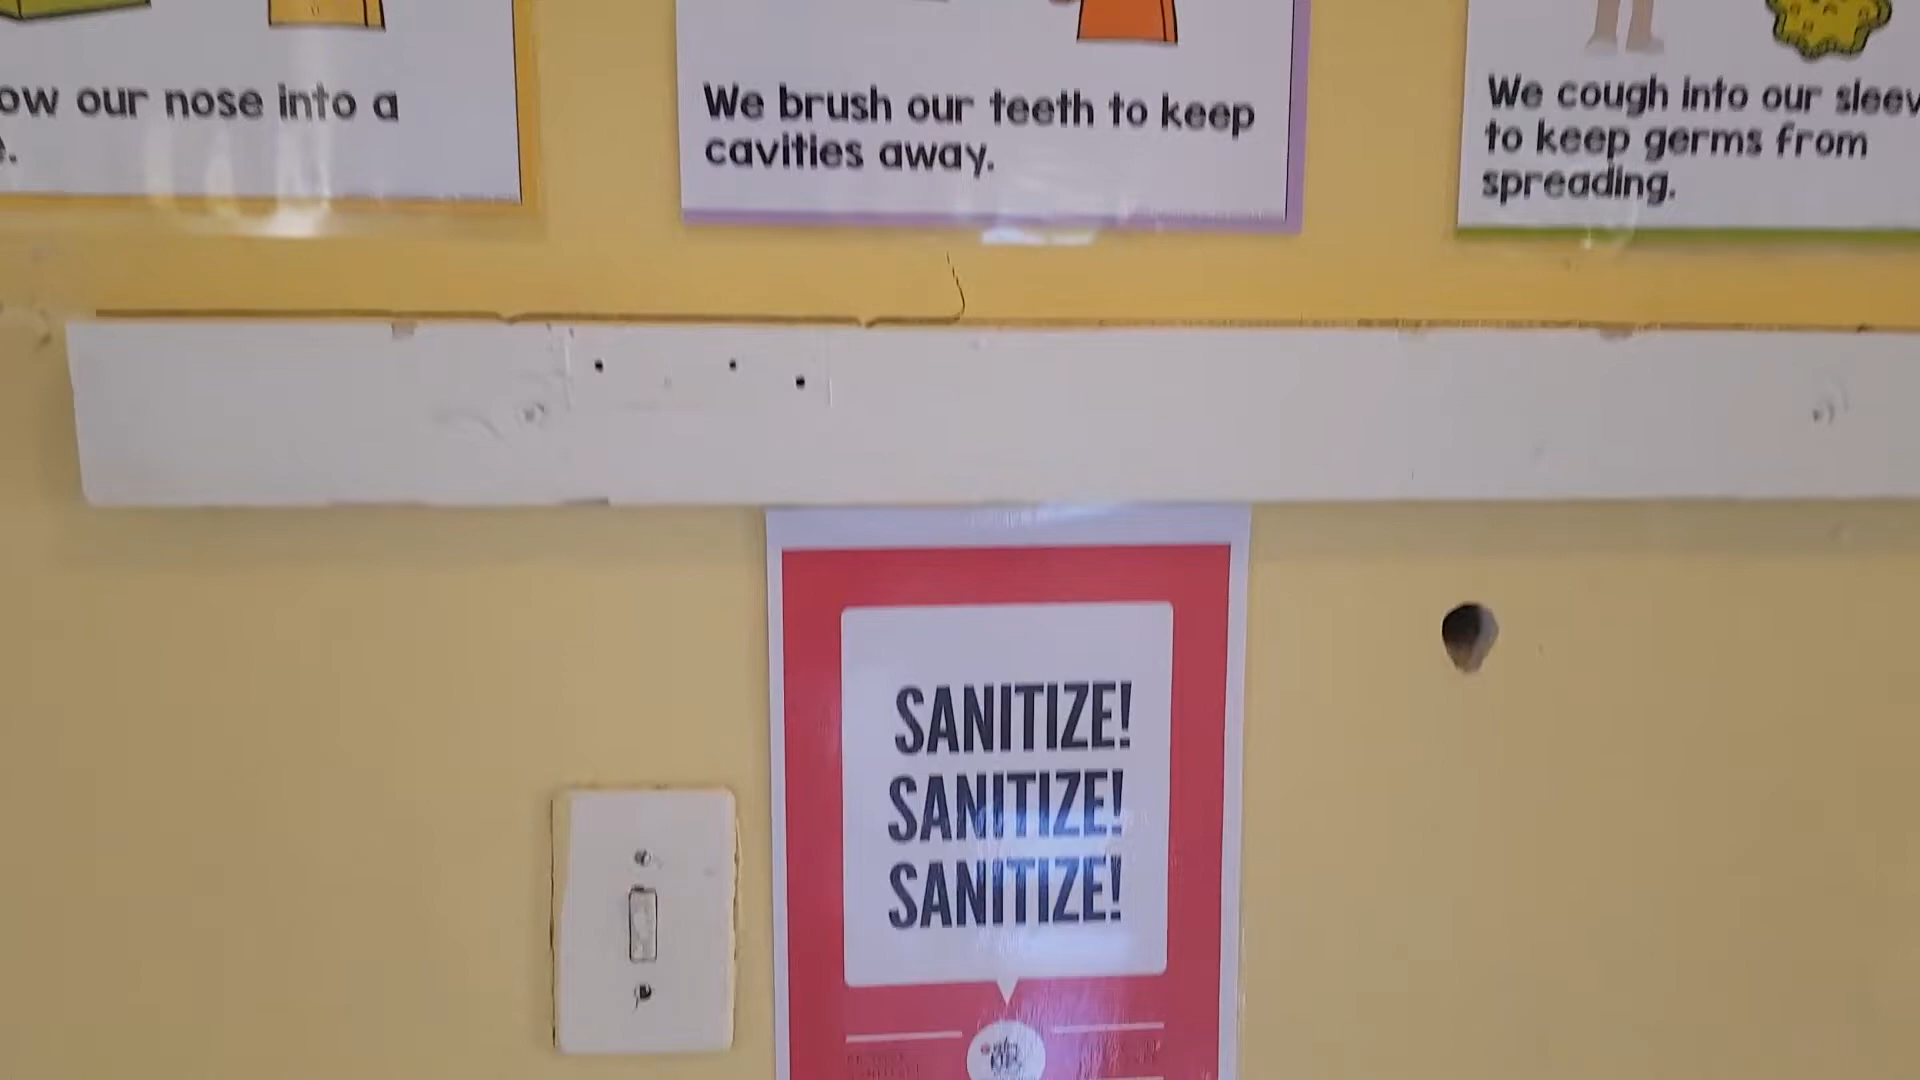 ow our nose into a
e.
We brush our teeth to keep
cavities away.
We cough into our sleev
to keep germs from
spreading.
SANITIZE!
SANITIZE!
SANITIZE!